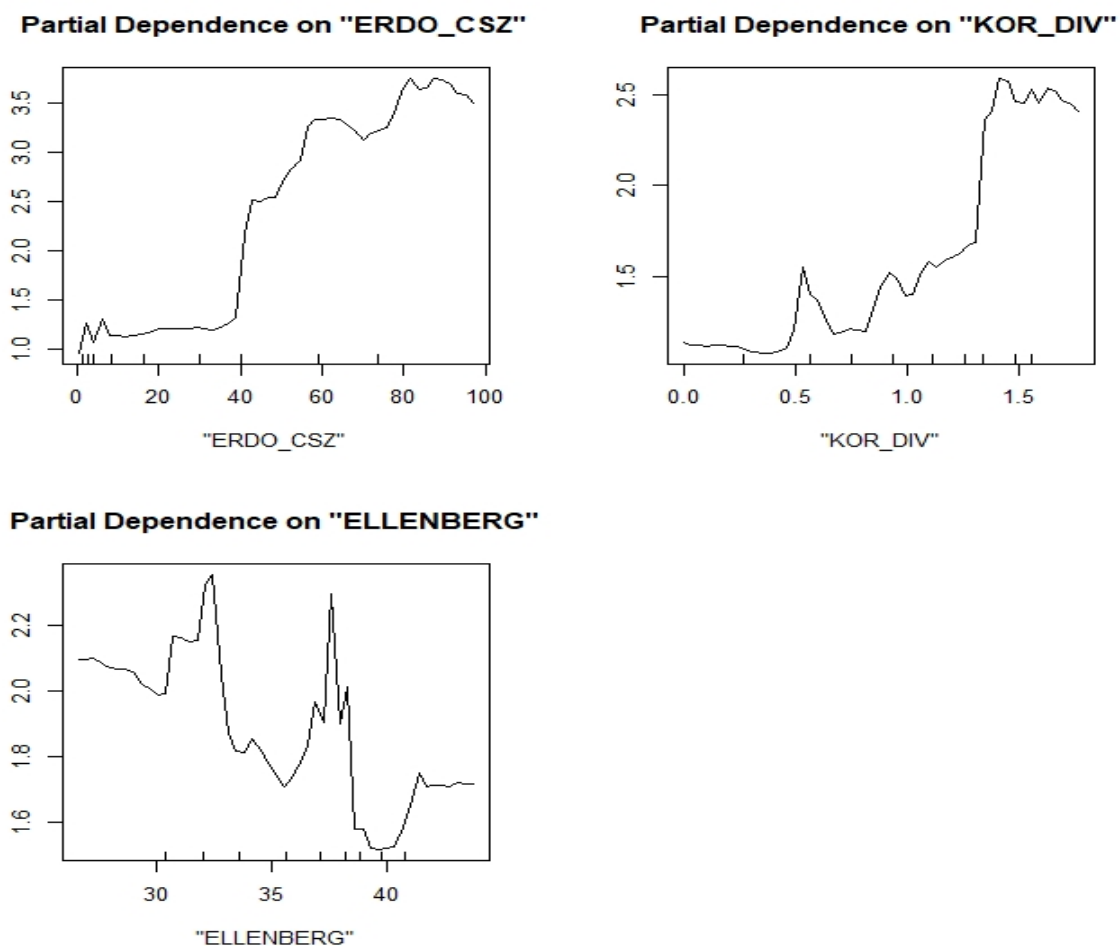 Partial Dependence on "ERDO_CSZ"
3.5
3.0
2.5
2.0
1.5
1.0
0 20 40 60 80 100
"ERDO_CSZ"
Partial Dependence on "KOR_DIV"
2.5
2.0
1.5
0.0 0.5 1.0 1.5
"KOR_DIV"
Partial Dependence on "ELLENBERG"
2.2
2.0
1.8
1.6
30 35 40
"ELLENBERG"